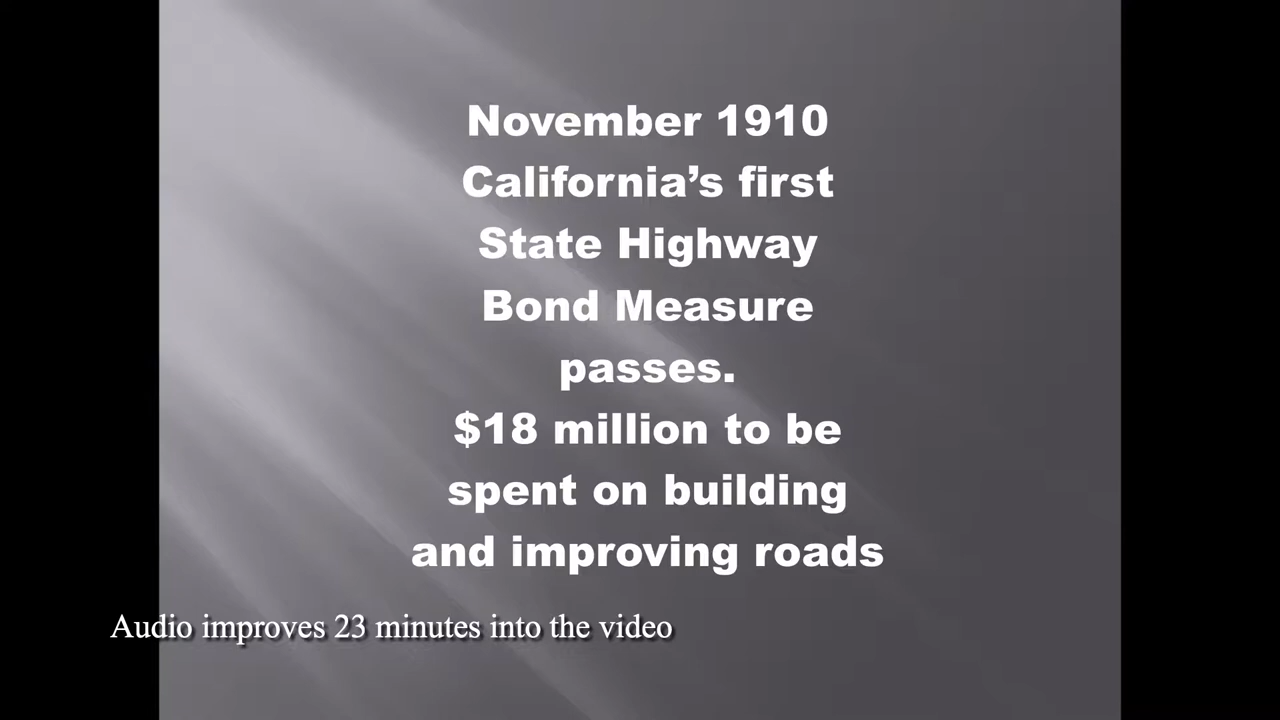 November 1910
California’s first
State Highway
Bond Measure
passes.
$18 million to be
spent on building
and improving roads
Audio improves 23 minutes into the video